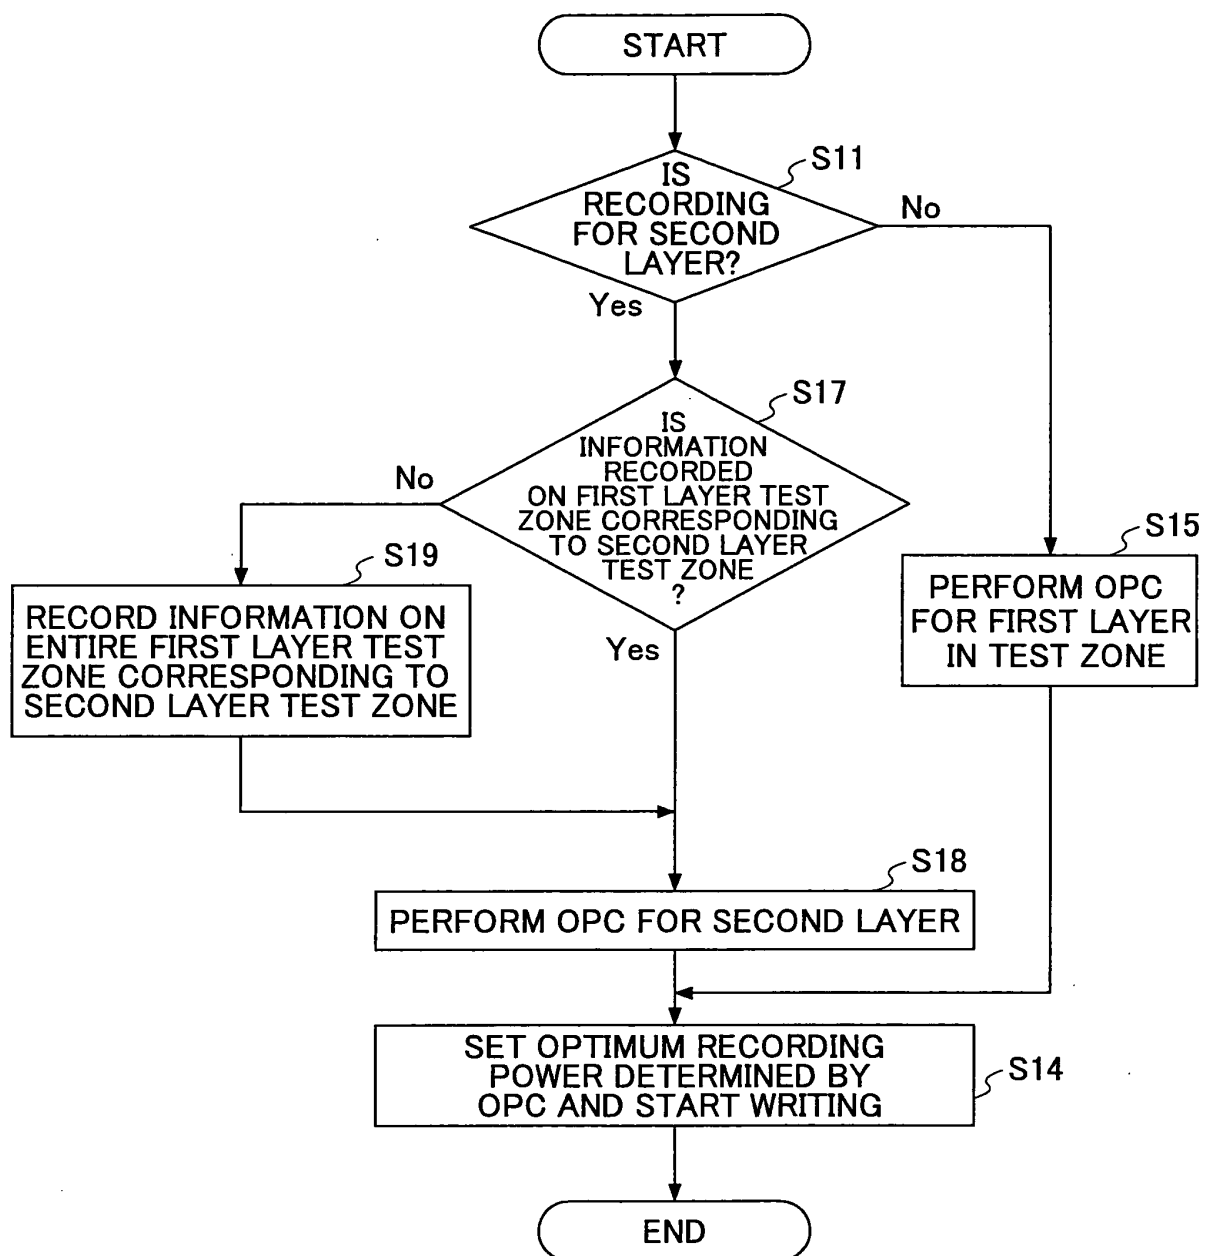 START
S11
IS
RECORDING
FOR SECOND
LAYER?
No
Yes
S17
IS
INFORMATION
RECORDED
ON FIRST LAYER TEST
ZONE CORRESPONDING
TO SECOND LAYER
TEST ZONE
?
No
Yes
S19
RECORD INFORMATION ON
ENTIRE FIRST LAYER TEST
ZONE CORRESPONDING TO
SECOND LAYER TEST ZONE
S15
PERFORM OPC
FOR FIRST LAYER
IN TEST ZONE
S18
PERFORM OPC FOR SECOND LAYER
SET OPTIMUM RECORDING
POWER DETERMINED BY
OPC AND START WRITING
S14
END